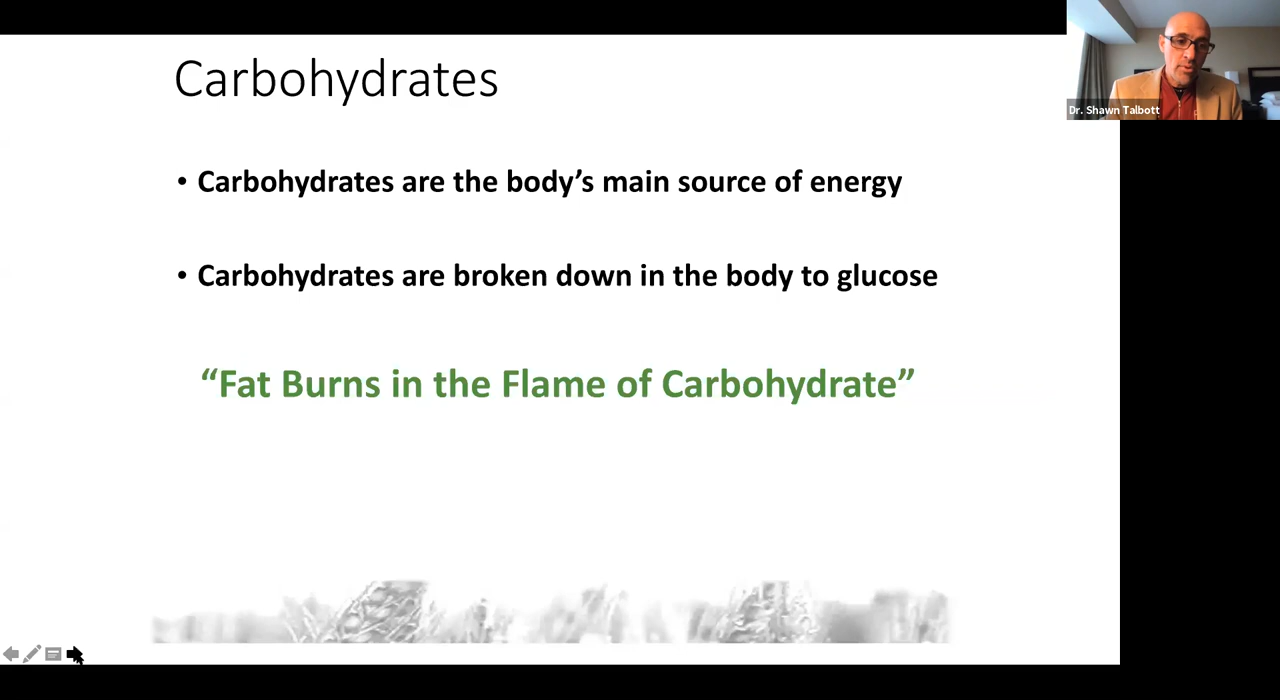 Carbohydrates
Dr. Shawn Talbott
• Carbohydrates are the body’s main source of energy
• Carbohydrates are broken down in the body to glucose
“Fat Burns in the Flame of Carbohydrate”